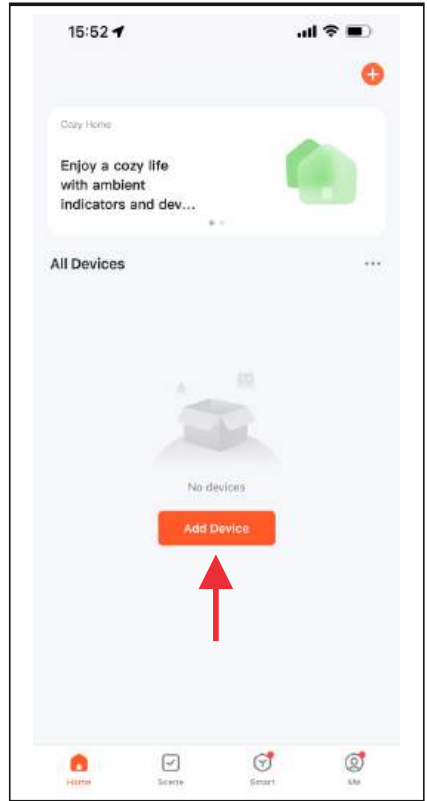 15:52
Cozy Home
Enjoy a cozy life
with ambient
indicators and dev...
All Devices
No devices
Add Device
Home
Scene
Smart
Me